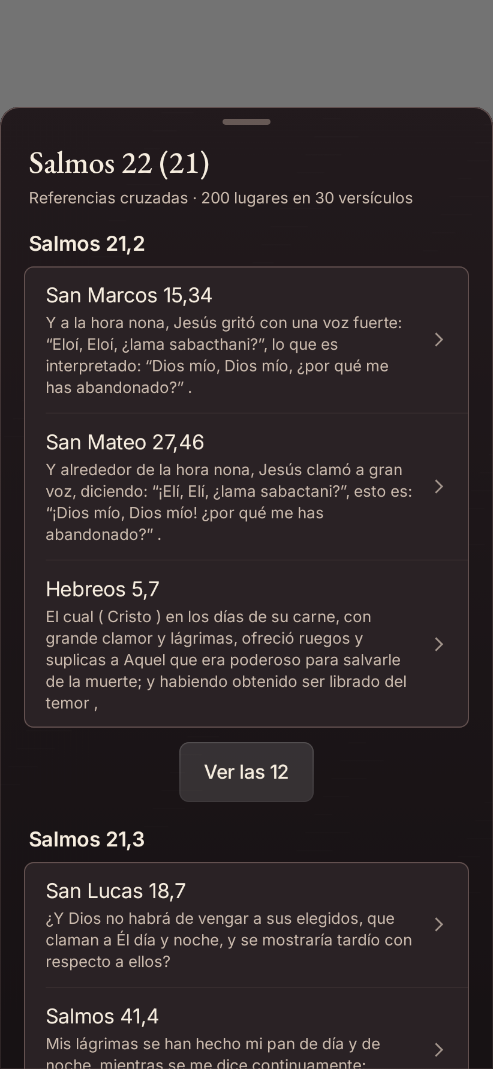 Salmos 22 (21)
Referencias cruzadas · 200 lugares en 30 versículos
Salmos 21,2
San Marcos 15,34
Y a la hora nona, Jesús gritó con una voz fuerte:
“Eloí, Eloí, ¿lama sabacthani?”, lo que es
interpretado: “Dios mío, Dios mío, ¿por qué me
has abandonado?” .
San Mateo 27,46
Y alrededor de la hora nona, Jesús clamó a gran
voz, diciendo: “¡Elí, Elí, ¿lama sabactani?”, esto es:
“¡Dios mío, Dios mío! ¿por qué me has
abandonado?” .
Hebreos 5,7
El cual ( Cristo ) en los días de su carne, con
grande clamor y lágrimas, ofreció ruegos y
suplicas a Aquel que era poderoso para salvarle
de la muerte; y habiendo obtenido ser librado del
temor ,
Ver las 12
Salmos 21,3
San Lucas 18,7
¿Y Dios no habrá de vengar a sus elegidos, que
claman a Él día y noche, y se mostraría tardío con
respecto a ellos?
Salmos 41,4
Mis lágrimas se han hecho mi pan de día y de
noche, mientras se me dice continuamente: